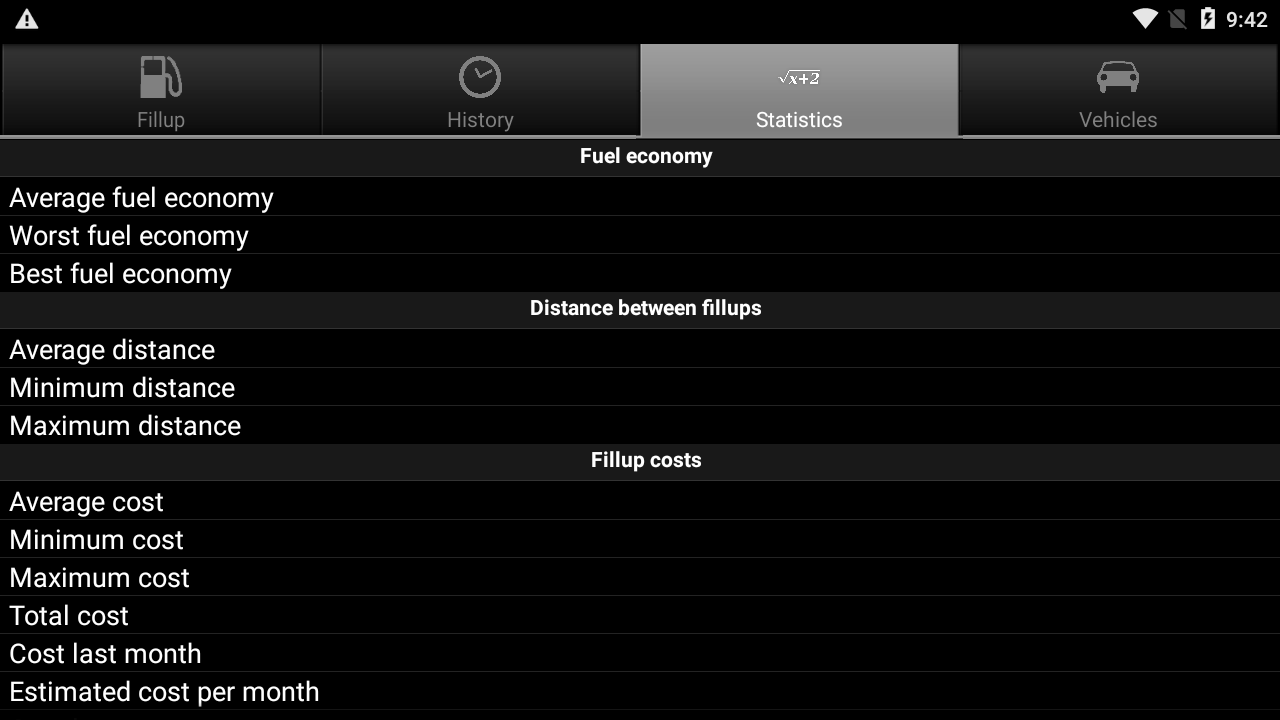 9:42
Fillup
History
√x+2
Statistics
Vehicles
Fuel economy
Average fuel economy
Worst fuel economy
Best fuel economy
Distance between fillups
Average distance
Minimum distance
Maximum distance
Fillup costs
Average cost
Minimum cost
Maximum cost
Total cost
Cost last month
Estimated cost per month